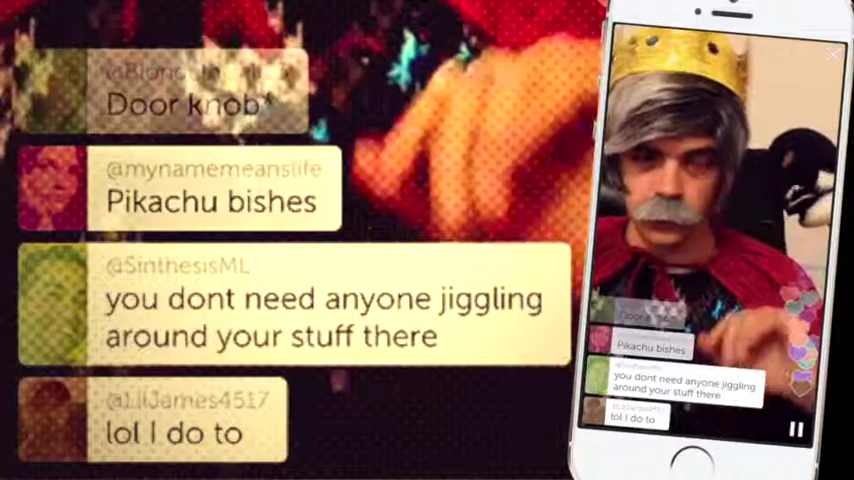 Door knob*
@mynamemeanslife
Pikachu bishes
@SinthesisML
you dont need anyone jiggling
around your stuff there
@LilJames4517
lol I do to
Pikachu bishes
you dont need anyone jiggling
around your stuff there
lol I do to